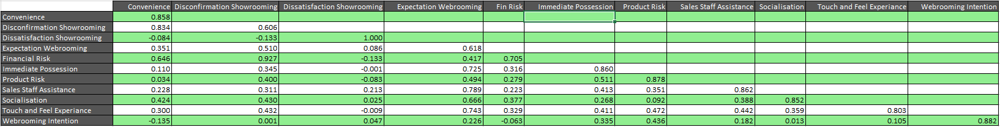 Convenience Disconfirmation Showrooming Dissatisfaction Showrooming Expectation Webrooming Fin Risk Immediate Possession Product Risk Sales Staff Assistance Socialisation Touch and Feel Experiance Webrooming Intention
Convenience 0.858
Disconfirmation Showrooming 0.834 0.606
Dissatisfaction Showrooming -0.084 -0.133 1.000
Expectation Webrooming 0.351 0.510 0.086 0.618
Financial Risk 0.646 0.927 -0.133 0.417 0.705
Immediate Possession 0.110 0.345 -0.001 0.725 0.316 0.860
Product Risk 0.034 0.400 -0.083 0.494 0.279 0.511 0.878
Sales Staff Assistance 0.228 0.311 0.213 0.789 0.223 0.413 0.351 0.862
Socialisation 0.424 0.430 0.025 0.666 0.377 0.268 0.092 0.388 0.852
Touch and Feel Experiance 0.300 0.432 -0.009 0.743 0.329 0.411 0.472 0.442 0.359 0.803
Webrooming Intention -0.135 0.001 0.047 0.226 -0.063 0.335 0.436 0.182 0.013 0.105 0.882